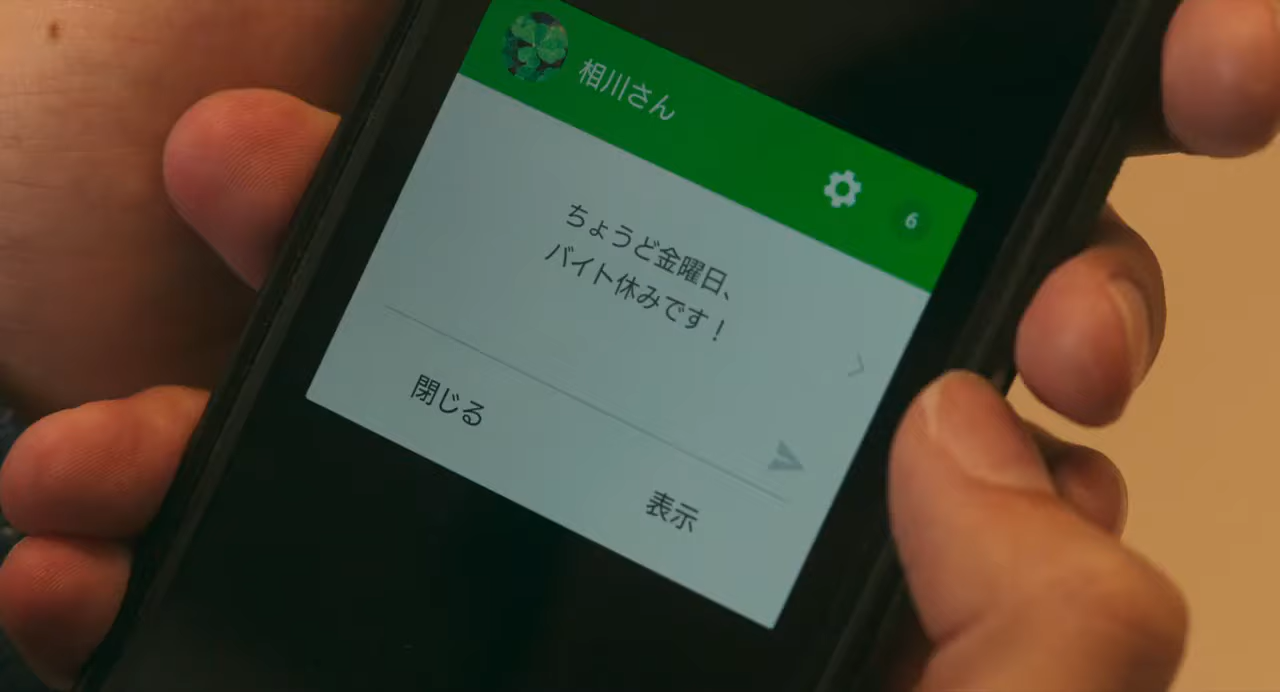 相川さん
6
ちょうど金曜日、
バイト休みです！
閉じる
表示